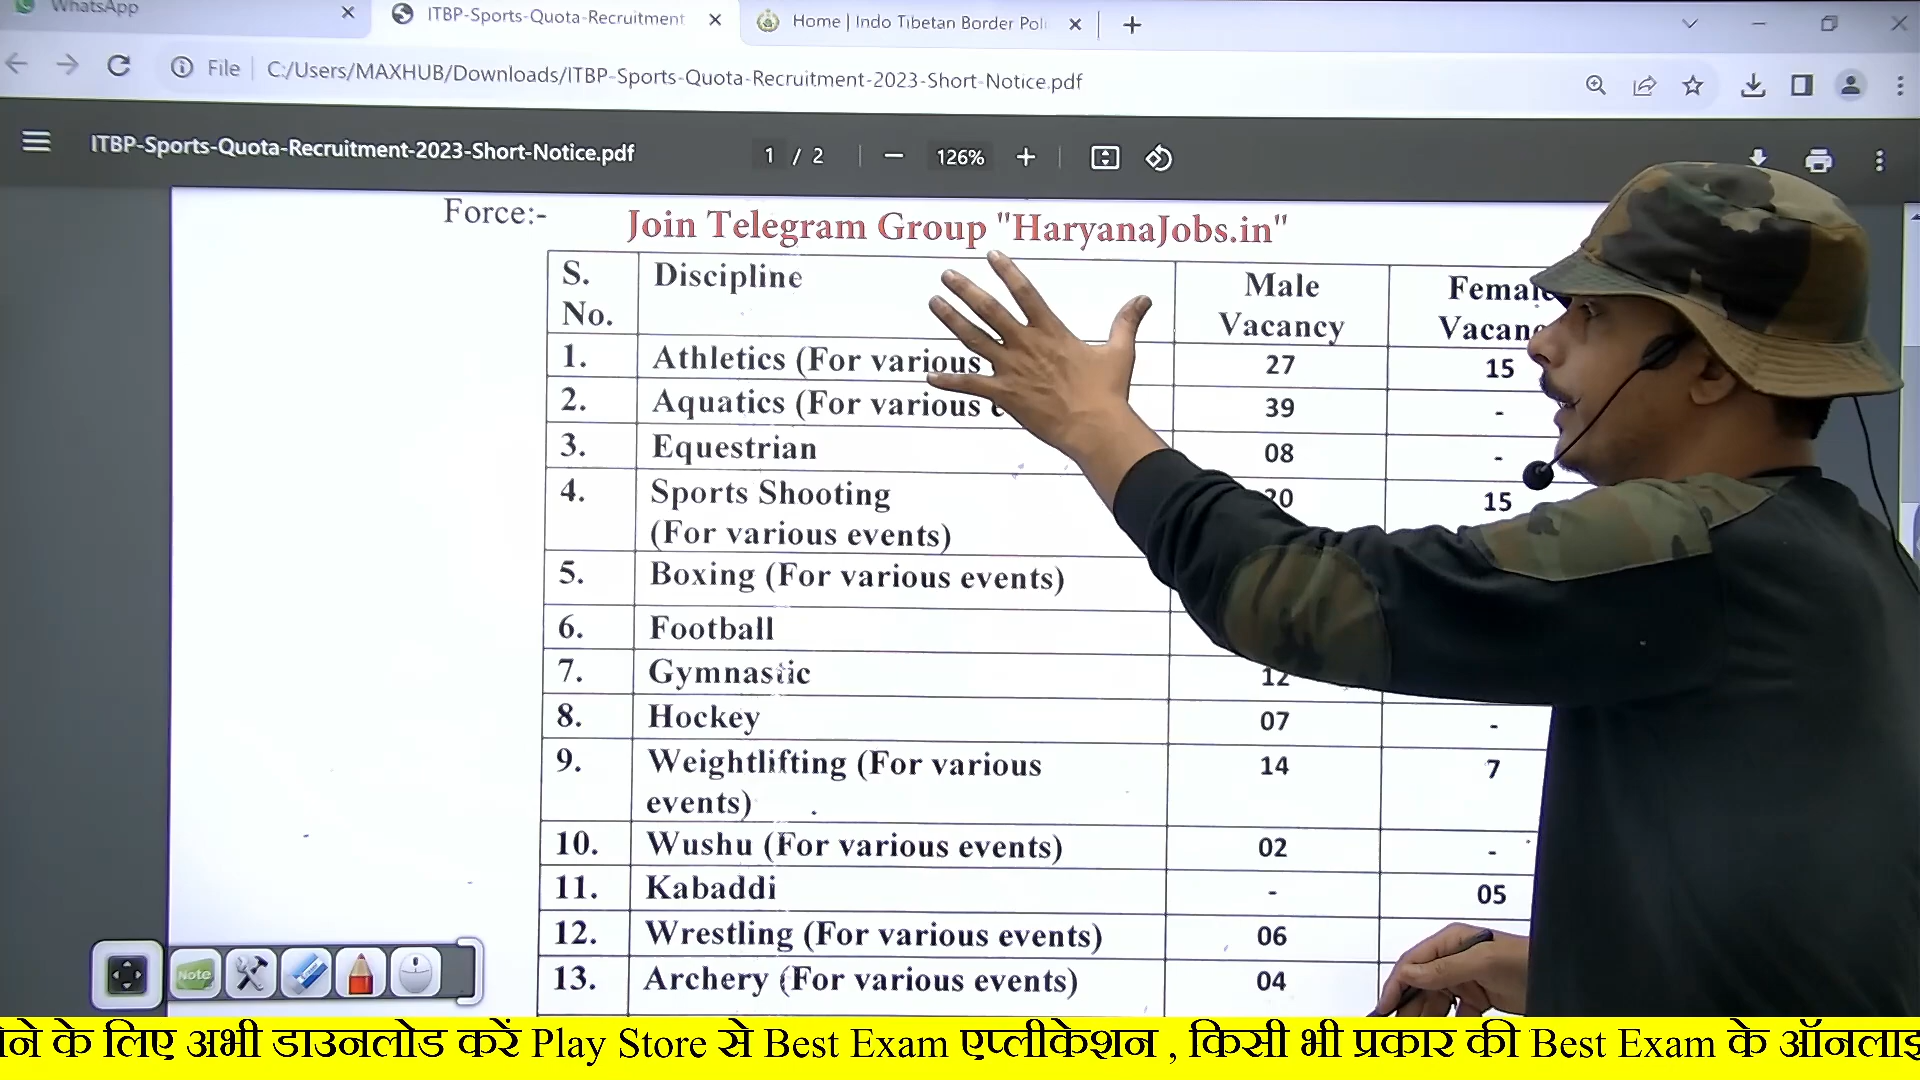 WhatsApp
ITBP-Sports-Quota-Recruitment
Home | Indo Tibetan Border Poli
File
C:/Users/MAXHUB/Downloads/ITBP-Sports-Quota-Recruitment-2023-Short-Notice.pdf
ITBP-Sports-Quota-Recruitment-2023-Short-Notice.pdf
1 / 2
126%
Force:-
Join Telegram Group "HaryanaJobs.in"
S. No. Discipline Male Vacancy
1. Athletics (For various 27 15
2. Aquatics (For various 39 -
3. Equestrian 08 -
4. Sports Shooting 15
(For various events)
5. Boxing (For various events)
6. Football
7. Gymnastic 12
8. Hockey 07 -
9. Weightlifting (For various 14 7
events)
10. Wushu (For various events) 02 -
11. Kabaddi - 05
12. Wrestling (For various events) 06
13. Archery (For various events) 04
Note
के लिए अभी डाउनलोड करें Play Store से Best Exam एप्लीकेशन , किसी भी प्रकार की Best Exam के